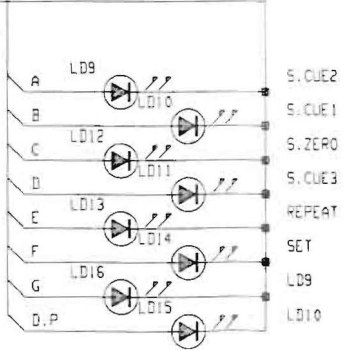 A LD9 S.CUE2
B LD10 S.CUE1
C LD12 S.ZERO
D LD11 S.CUE3
E LD13 REPEAT
F LD14 SET
G LD16 LD9
D.P LD15 LD10